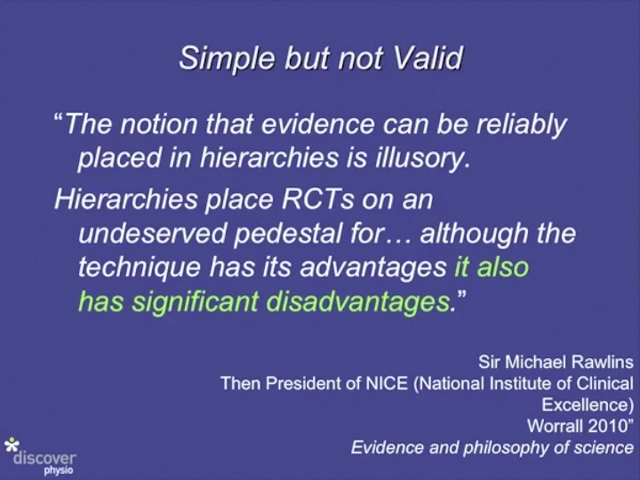 Simple but not Valid
“The notion that evidence can be reliably
placed in hierarchies is illusory.
Hierarchies place RCTs on an
undeserved pedestal for… although the
technique has its advantages it also
has significant disadvantages.”
Sir Michael Rawlins
Then President of NICE (National Institute of Clinical
Excellence)
Worrall 2010”
Evidence and philosophy of science
discover
physio